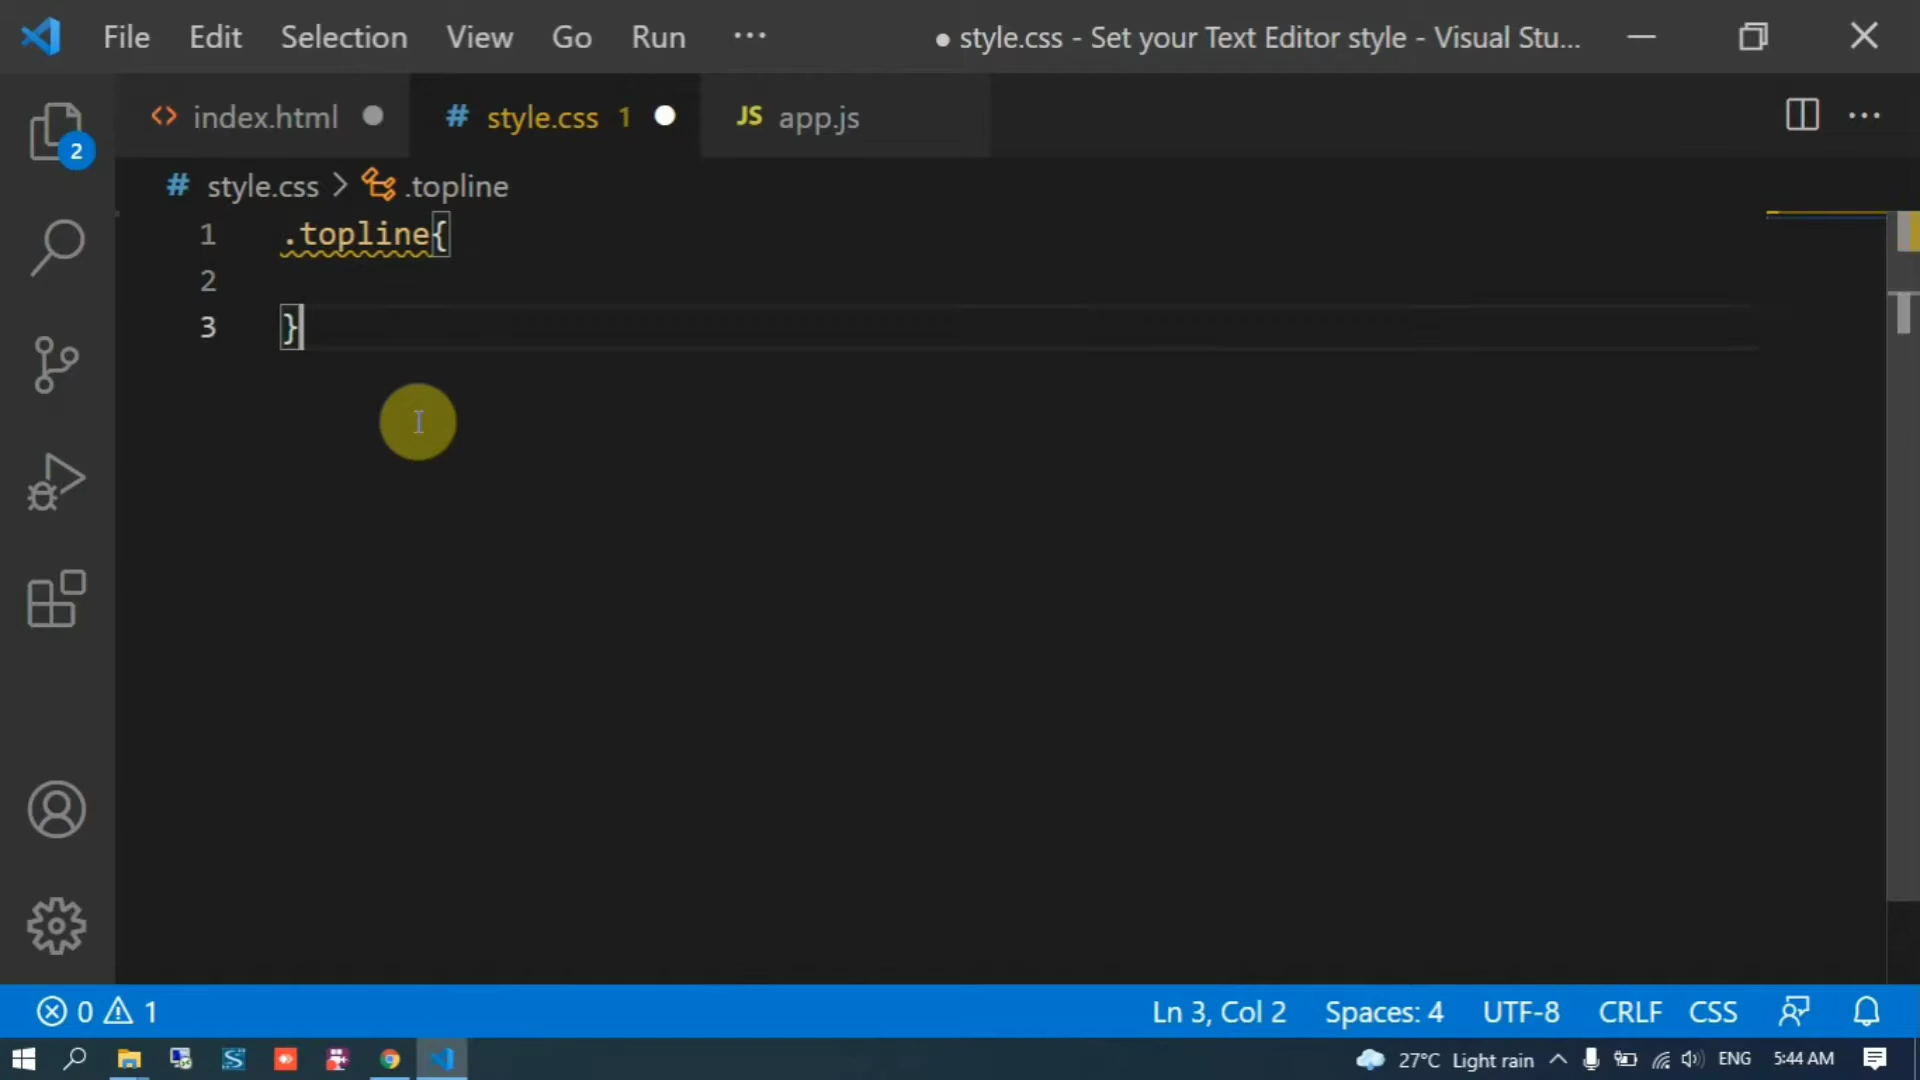 File Edit Selection View Go Run ··· ● style.css - Set your Text Editor style - Visual Stu...
<> index.html ● # style.css 1 ● JS app.js
2
# style.css > .topline
1 .topline{
2
3 }
0 1 Ln 3, Col 2 Spaces: 4 UTF-8 CRLF CSS
27°C Light rain ENG 5:44 AM